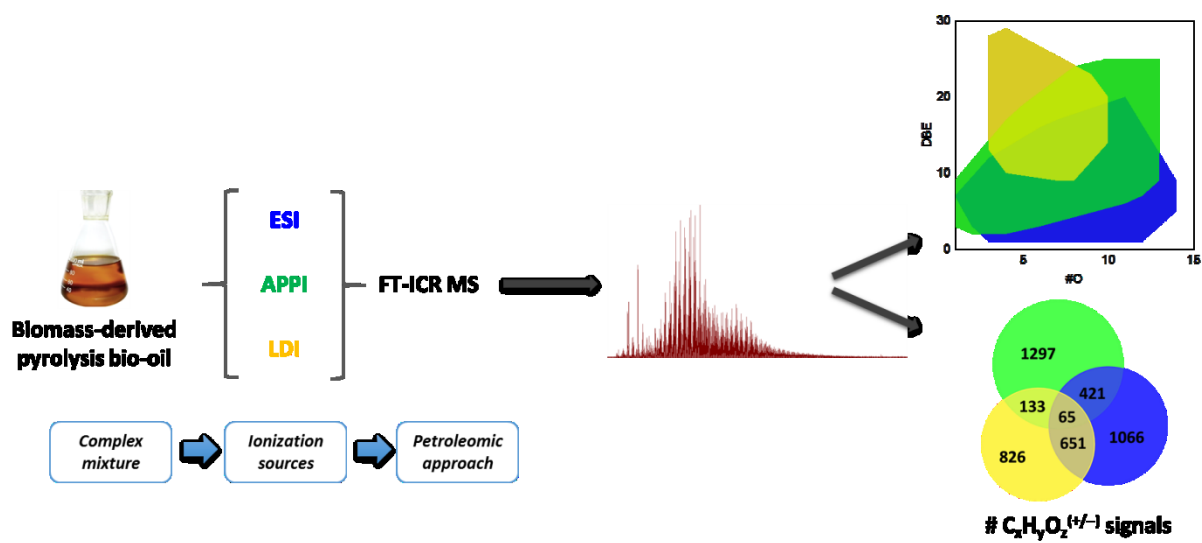 Biomass-derived
pyrolysis bio-oil
ESI
APPI
LDI
FT-ICR MS
Complex
mixture
Ionization
sources
Petroleomic
approach
30
20
10
0
DBE
5
10
15
#O
1297
421
133
65
651
1066
826
# CxHyOz(+/−) signals